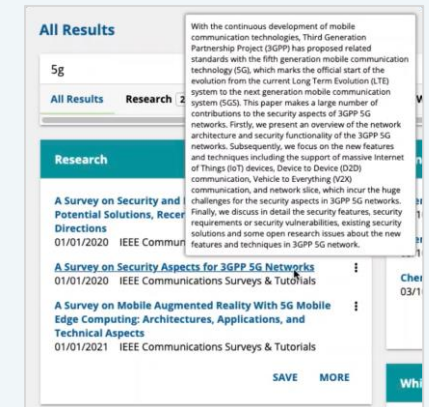 All Results
5g
All Results Research 2
Research
A Survey on Security and
Potential Solutions, Recen
Directions
01/01/2020 IEEE Commun
A Survey on Security Aspects for 3GPP 5G Networks
01/01/2020 IEEE Communications Surveys & Tutorials
A Survey on Mobile Augmented Reality With 5G Mobile
Edge Computing: Architectures, Applications, and
Technical Aspects
01/01/2021 IEEE Communications Surveys & Tutorials
SAVE MORE
With the continuous development of mobile
communication technologies, Third Generation
Partnership Project (3GPP) has proposed related
standards with the fifth generation mobile communication
technology (5G), which marks the official start of the
evolution from the current Long Term Evolution (LTE)
system to the next generation mobile communication
system (5GS). This paper makes a large number of
contributions to the security aspects of 3GPP 5G
networks. Firstly, we present an overview of the network
architecture and security functionality of the 3GPP 5G
networks. Subsequently, we focus on the new features
and techniques including the support of massive Internet
of Things (IoT) devices, Device to Device (D2D)
communication, Vehicle to Everything (V2X)
communication, and network slice, which incur the huge
challenges for the security aspects in 3GPP 5G networks.
Finally, we discuss in detail the security features, security
requirements or security vulnerabilities, existing security
solutions and some open research issues about the new
features and techniques in 3GPP 5G network.
Cher
03/1
Whi